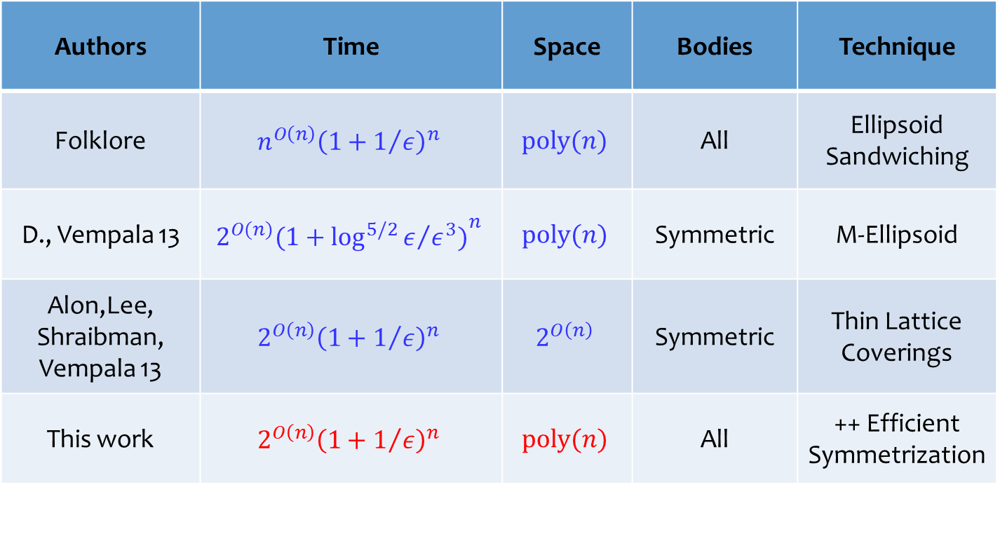 Authors
Time
Space
Bodies
Technique
Folklore
$n^{O(n)}(1 + 1/\epsilon)^n$
$\text{poly}(n)$
All
Ellipsoid
Sandwiching
D., Vempala 13
$2^{O(n)}(1 + \log^{5/2} \epsilon/\epsilon^3)^n$
$\text{poly}(n)$
Symmetric
M-Ellipsoid
Alon,Lee,
Shraibman,
Vempala 13
$2^{O(n)}(1 + 1/\epsilon)^n$
$2^{O(n)}$
Symmetric
Thin Lattice
Coverings
This work
$2^{O(n)}(1 + 1/\epsilon)^n$
$\text{poly}(n)$
All
++ Efficient
Symmetrization